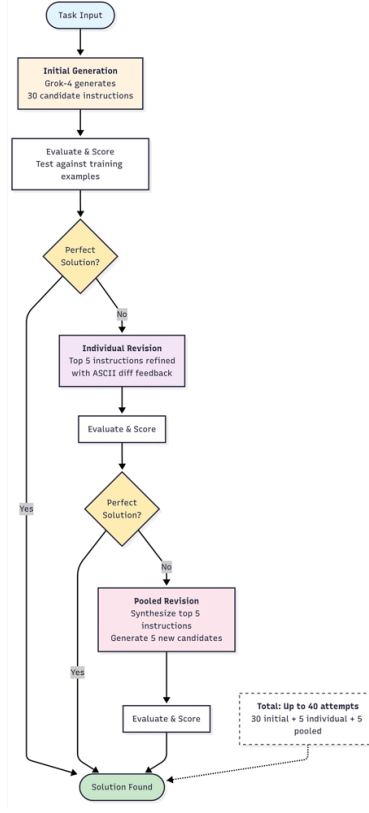 Task Input
Initial Generation
Grok-4 generates
30 candidate instructions
Evaluate & Score
Test against training
examples
Perfect
Solution?
No
Individual Revision
Top 5 instructions refined
with ASCII diff feedback
Evaluate & Score
Perfect
Solution?
Yes
No
Pooled Revision
Synthesize top 5
instructions
Generate 5 new candidates
Yes
Evaluate & Score
Total: Up to 40 attempts
30 initial + 5 individual + 5
pooled
Solution Found